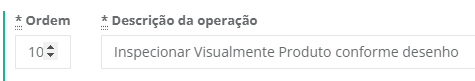 * Ordem * Descrição da operação
10 Inspecionar Visualmente Produto conforme desenho